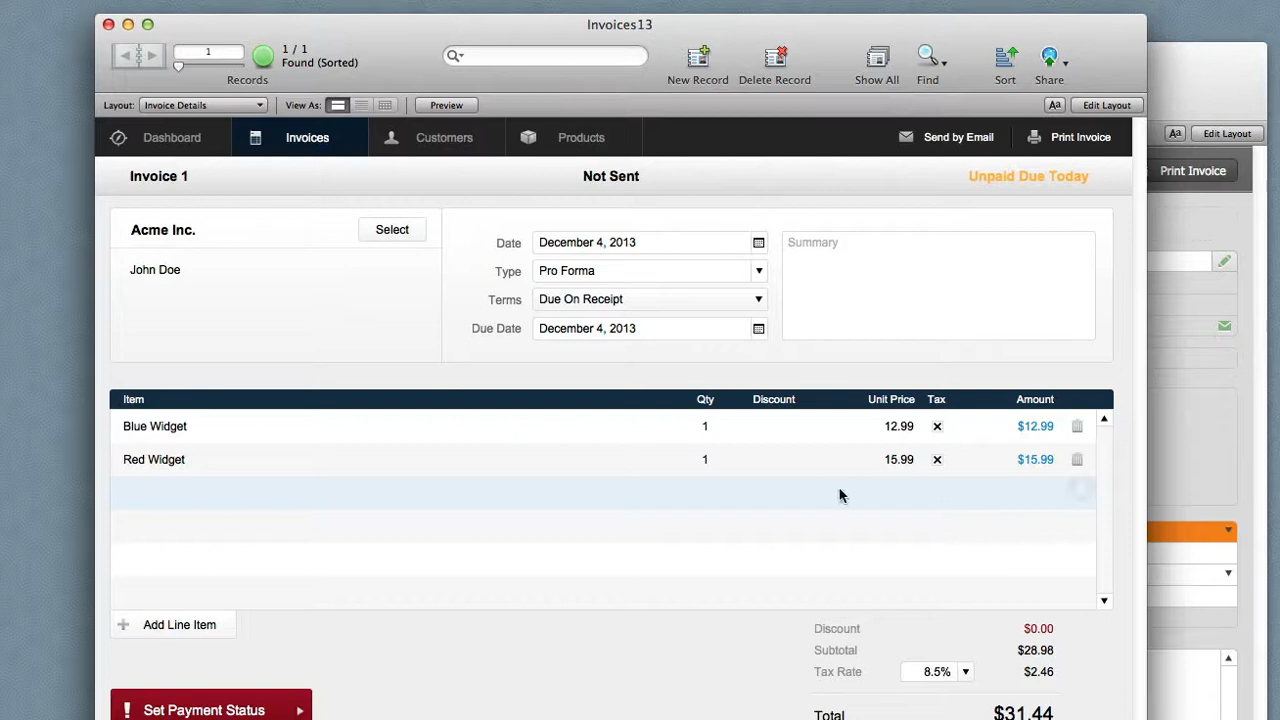 Invoices13
1
1 / 1
Found (Sorted)
Records
New Record
Delete Record
Show All
Find
Sort
Share
Layout: Invoice Details View As: Preview Aa Edit Layout
Aa Edit Layout
Dashboard Invoices Customers Products Send by Email Print Invoice
Print Invoice
Invoice 1 Not Sent Unpaid Due Today
Acme Inc. Select
John Doe
Date December 4, 2013
Type Pro Forma
Terms Due On Receipt
Due Date December 4, 2013
Summary
Item Qty Discount Unit Price Tax Amount
Blue Widget 1 12.99 $12.99
Red Widget 1 15.99 $15.99
Add Line Item
Discount $0.00
Subtotal $28.98
Tax Rate 8.5% $2.46
! Set Payment Status
Total $31.44